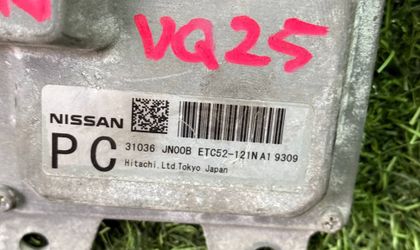 VQ25
NISSAN
PC 31036 JN00B ETC52-121N A1 9309
Hitachi,Ltd Tokyo Japan